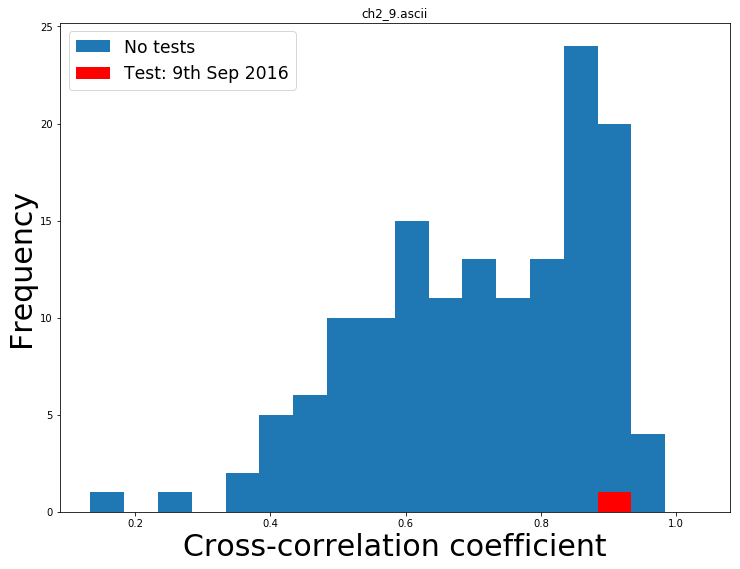 ch2_9.ascii
No tests
Test: 9th Sep 2016
Frequency
25
20
15
10
5
0
0.2 0.4 0.6 0.8 1.0
Cross-correlation coefficient